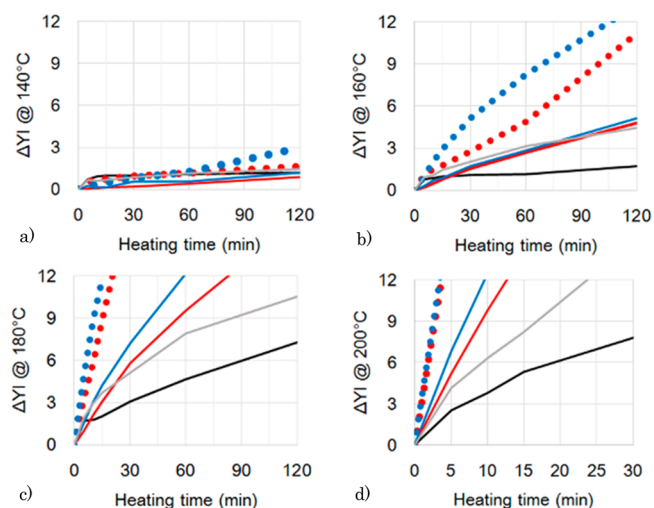 12
12
9
9
6
6
3
3
0
0
0 30 60 90 120
0 30 60 90 120
ΔYI @ 140°C
ΔYI @ 160°C
a) Heating time (min)
b) Heating time (min)
12
12
9
9
6
6
3
3
0
0
0 30 60 90 120
0 5 10 15 20 25 30
ΔYI @ 180°C
ΔYI @ 200°C
c) Heating time (min)
d) Heating time (min)